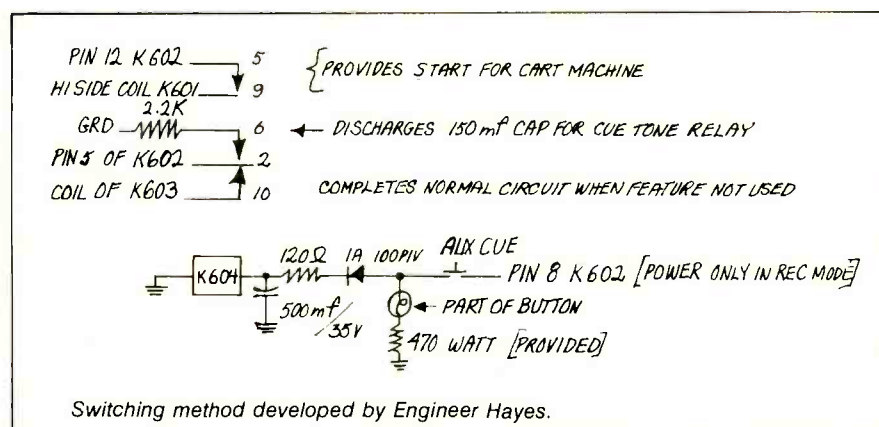 PIN 12 K602 5
HI SIDE COIL K601 9
PROVIDES START FOR CART MACHINE
2.2K
GRD 6 DISCHARGES 150 mf CAP FOR CUE TONE RELAY
PIN 5 OF K602 2
COIL OF K603 10 COMPLETES NORMAL CIRCUIT WHEN FEATURE NOT USED
K604
120Ω 1A 100PIV AUX CUE
PIN 8 K602 [POWER ONLY IN REC MODE]
500 mf/35V
PART OF BUTTON
470 WATT [PROVIDED]
Switching method developed by Engineer Hayes.